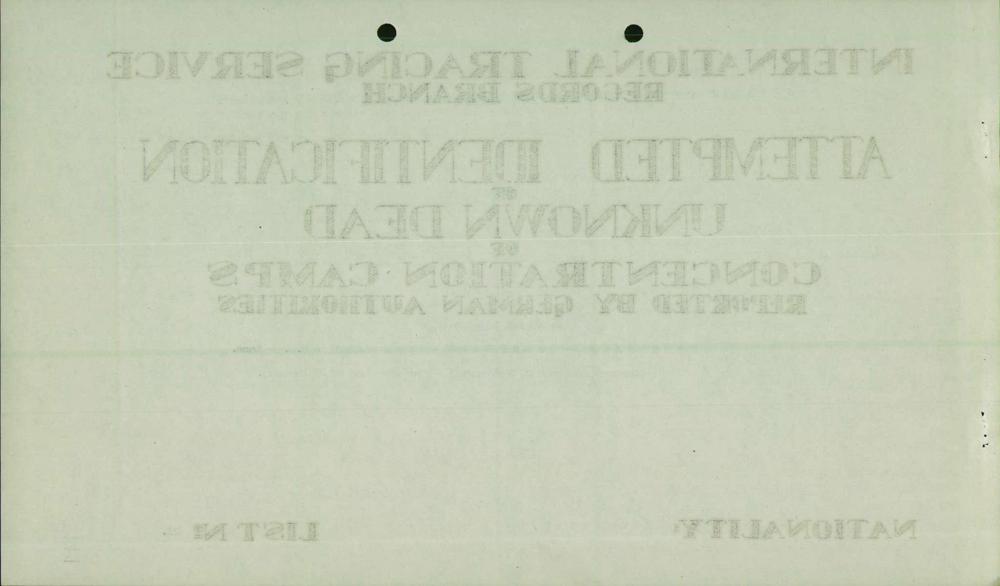 INTERNATIONAL TRACING SERVICE
RECORDS BRANCH
ATTEMPTED IDENTIFICATION
OF
UNKNOWN DEAD
OF
CONCENTRATION CAMPS
REPORTED BY GERMAN AUTHORITIES
NATIONALITY: LIST Nº